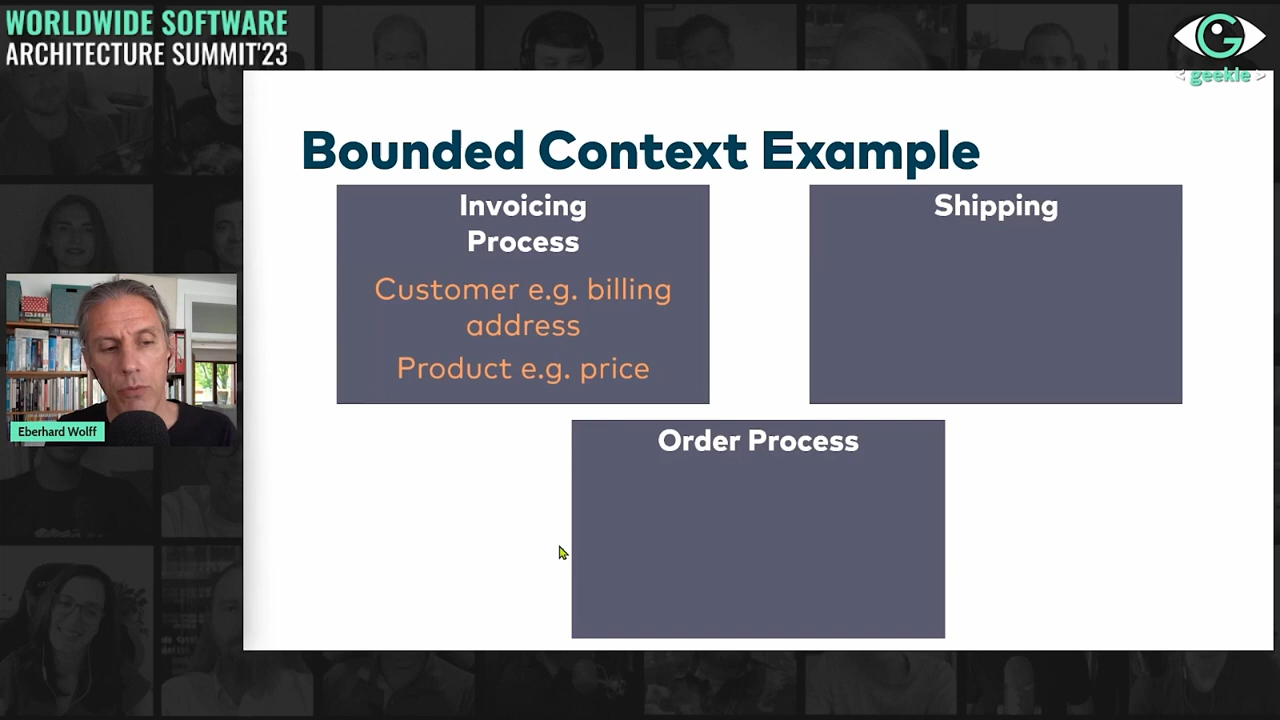 WORLDWIDE SOFTWARE
ARCHITECTURE SUMMIT'23
G
< geekle >
Bounded Context Example
Invoicing
Process
Customer e.g. billing
address
Product e.g. price
Shipping
Order Process
Eberhard Wolff